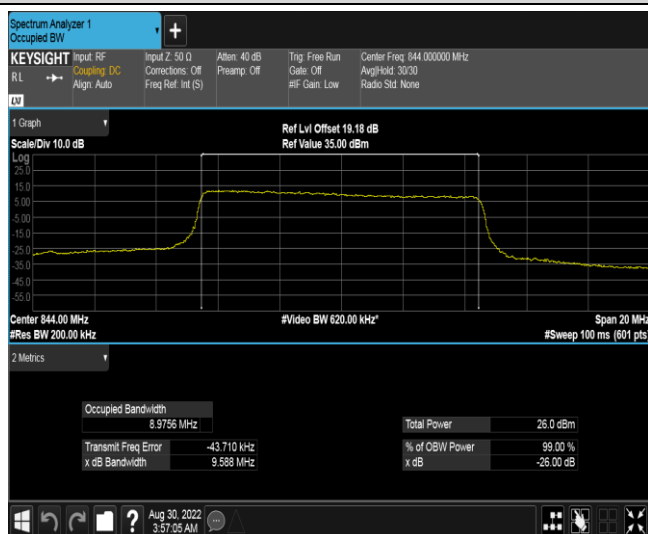 Spectrum Analyzer 1
Occupied BW
+
KEYSIGHT Input: RF Input Z: 50 Ω Atten: 40 dB Trig: Free Run Center Freq: 844.000000 MHz
R L Coupling: DC Corrections: Off Preamp: Off Gate: Off Avg|Hold: 30/30
Align: Auto Freq Ref: Int (S) #IF Gain: Low Radio Std: None
LXI
1 Graph
Ref Lvl Offset 19.18 dB
Scale/Div 10.0 dB Ref Value 35.00 dBm
Log
25.0
15.0
5.00
-5.00
-15.0
-25.0
-35.0
-45.0
-55.0
Center 844.00 MHz #Video BW 620.00 kHz* Span 20 MHz
#Res BW 200.00 kHz #Sweep 100 ms (601 pts)
2 Metrics
Occupied Bandwidth
8.9756 MHz Total Power 26.0 dBm
Transmit Freq Error -43.710 kHz % of OBW Power 99.00 %
x dB Bandwidth 9.588 MHz x dB -26.00 dB
? Aug 30, 2022
3:57:05 AM